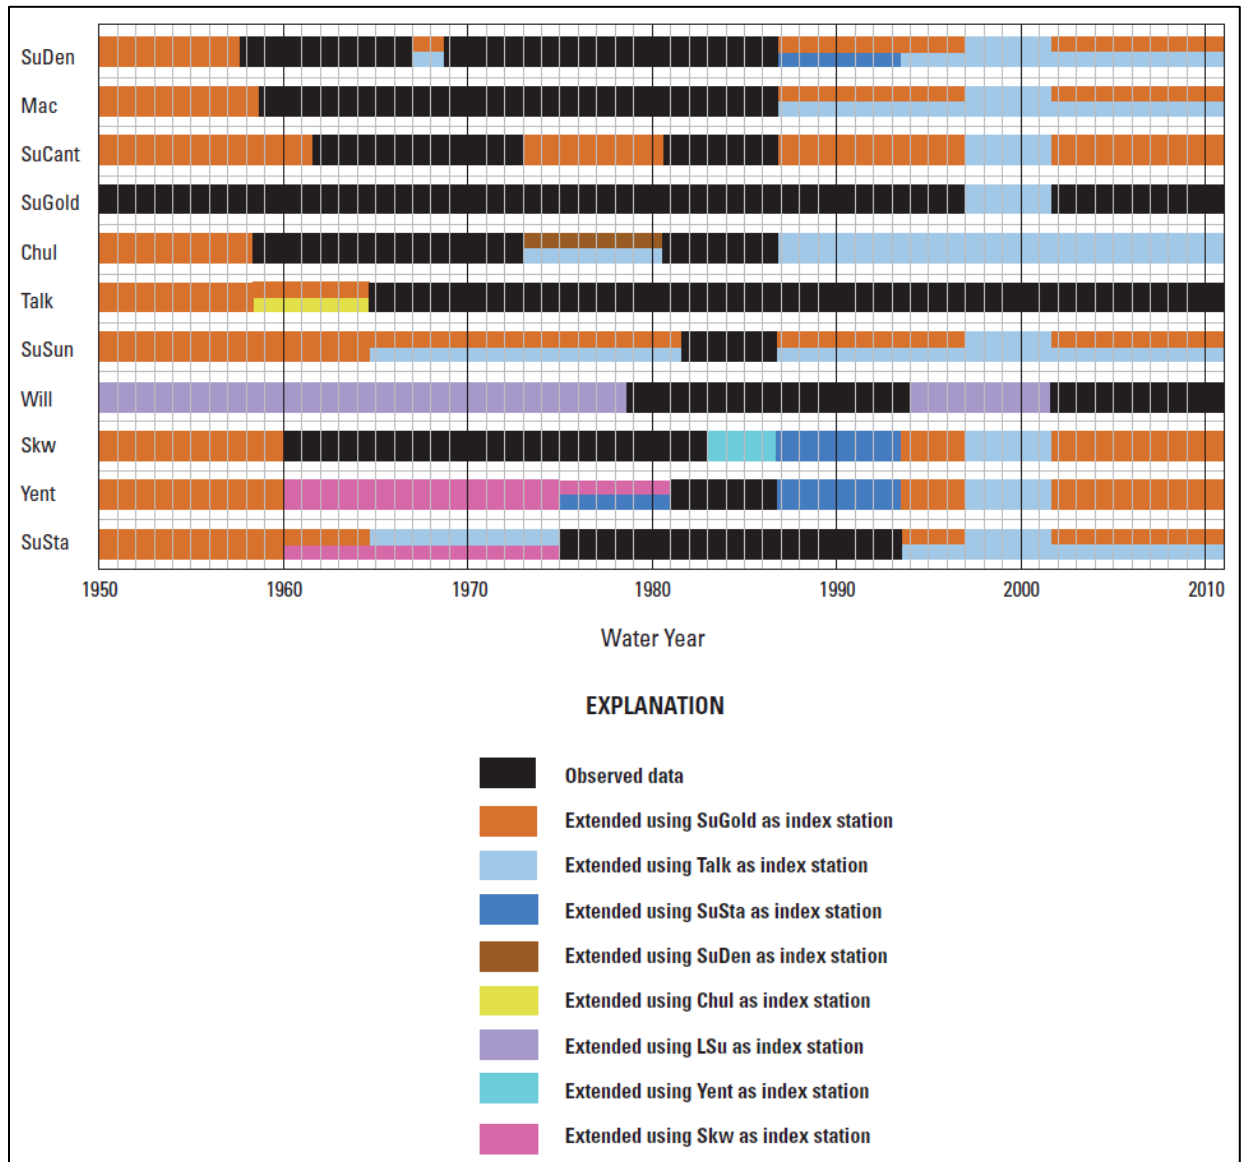 SuDen
Mac
SuCant
SuGold
Chul
Talk
SuSun
Will
Skw
Yent
SuSta
1950 1960 1970 1980 1990 2000 2010
Water Year
EXPLANATION
Observed data
Extended using SuGold as index station
Extended using Talk as index station
Extended using SuSta as index station
Extended using SuDen as index station
Extended using Chul as index station
Extended using LSu as index station
Extended using Yent as index station
Extended using Skw as index station